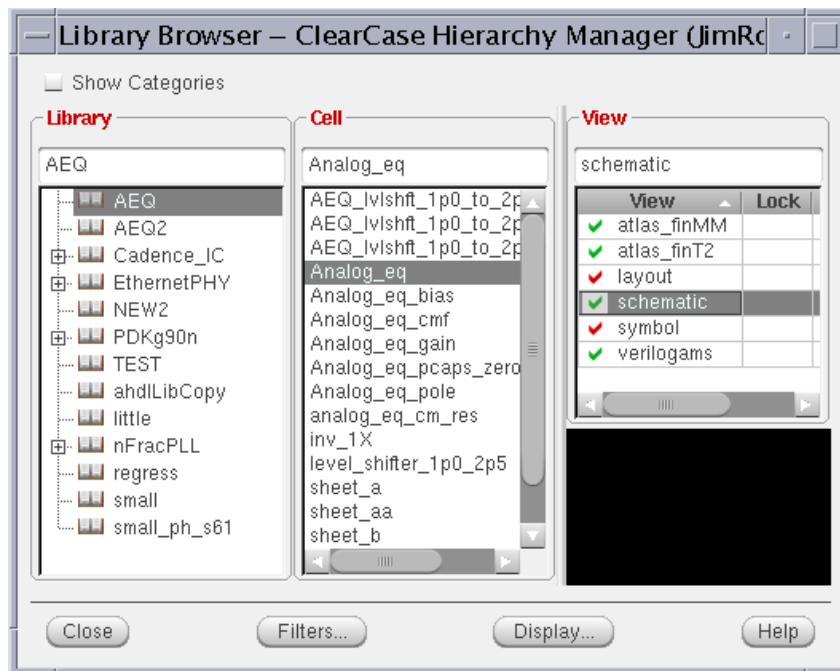 Library Browser – ClearCase Hierarchy Manager (JimRo
Show Categories
Library
AEQ
AEQ
AEQ2
Cadence_IC
EthernetPHY
NEW2
PDKg90n
TEST
ahdlLibCopy
little
nFracPLL
regress
small
small_ph_s61
Cell
Analog_eq
AEQ_lvlshft_1p0_to_2p
AEQ_lvlshft_1p0_to_2p
AEQ_lvlshft_1p0_to_2p
Analog_eq
Analog_eq_bias
Analog_eq_cmf
Analog_eq_gain
Analog_eq_pcaps_zero
Analog_eq_pole
analog_eq_cm_res
inv_1X
level_shifter_1p0_2p5
sheet_a
sheet_aa
sheet_b
View
schematic
View Lock
atlas_finMM
atlas_finT2
layout
schematic
symbol
verilogams
Close Filters... Display... Help